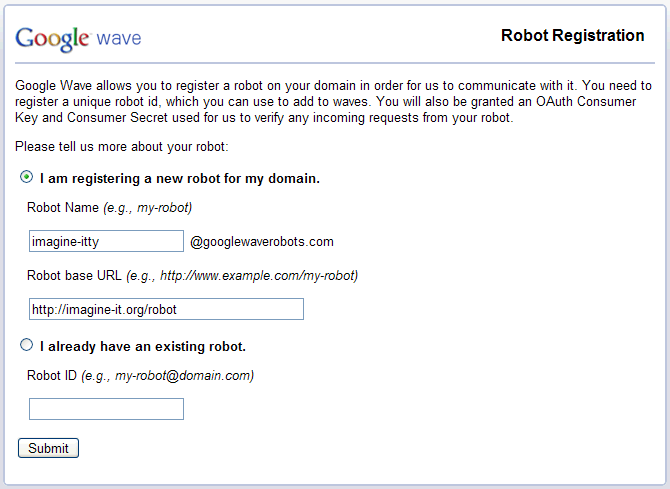 Google wave
Robot Registration
Google Wave allows you to register a robot on your domain in order for us to communicate with it. You need to
register a unique robot id, which you can use to add to waves. You will also be granted an OAuth Consumer
Key and Consumer Secret used for us to verify any incoming requests from your robot.
Please tell us more about your robot:
I am registering a new robot for my domain.
Robot Name (e.g., my-robot)
imagine-itty @googlewaverobots.com
Robot base URL (e.g., http://www.example.com/my-robot)
http://imagine-it.org/robot
I already have an existing robot.
Robot ID (e.g., my-robot@domain.com)
Submit